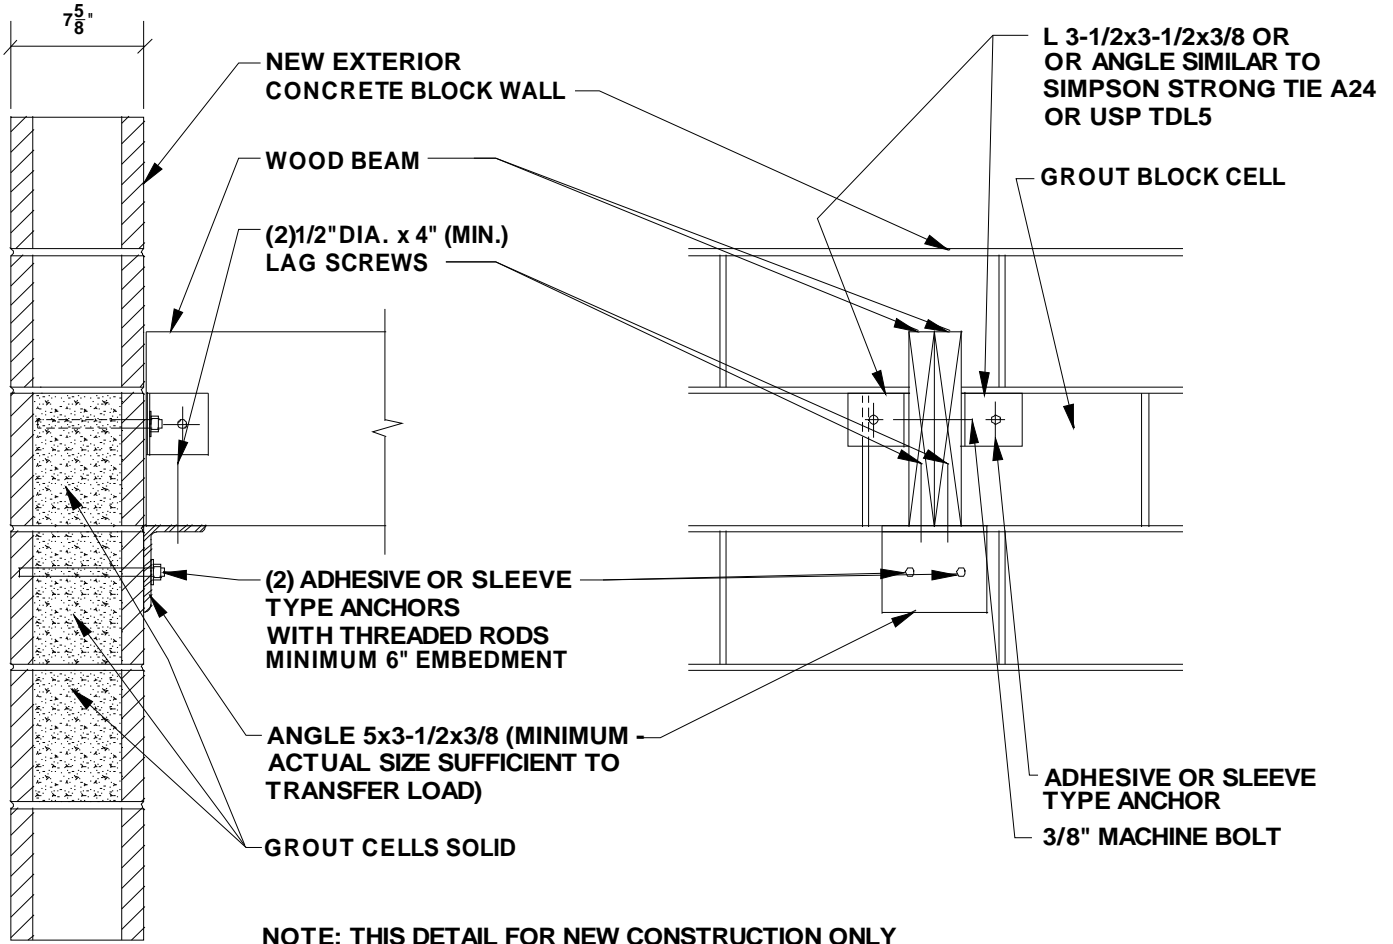 7 5/8"
NEW EXTERIOR
CONCRETE BLOCK WALL
WOOD BEAM
(2)1/2"DIA. x 4" (MIN.)
LAG SCREWS
(2) ADHESIVE OR SLEEVE
TYPE ANCHORS
WITH THREADED RODS
MINIMUM 6" EMBEDMENT
ANGLE 5x3-1/2x3/8 (MINIMUM -
ACTUAL SIZE SUFFICIENT TO
TRANSFER LOAD)
GROUT CELLS SOLID
L 3-1/2x3-1/2x3/8 OR
OR ANGLE SIMILAR TO
SIMPSON STRONG TIE A24
OR USP TDL5
GROUT BLOCK CELL
ADHESIVE OR SLEEVE
TYPE ANCHOR
3/8" MACHINE BOLT
NOTE: THIS DETAIL FOR NEW CONSTRUCTION ONLY